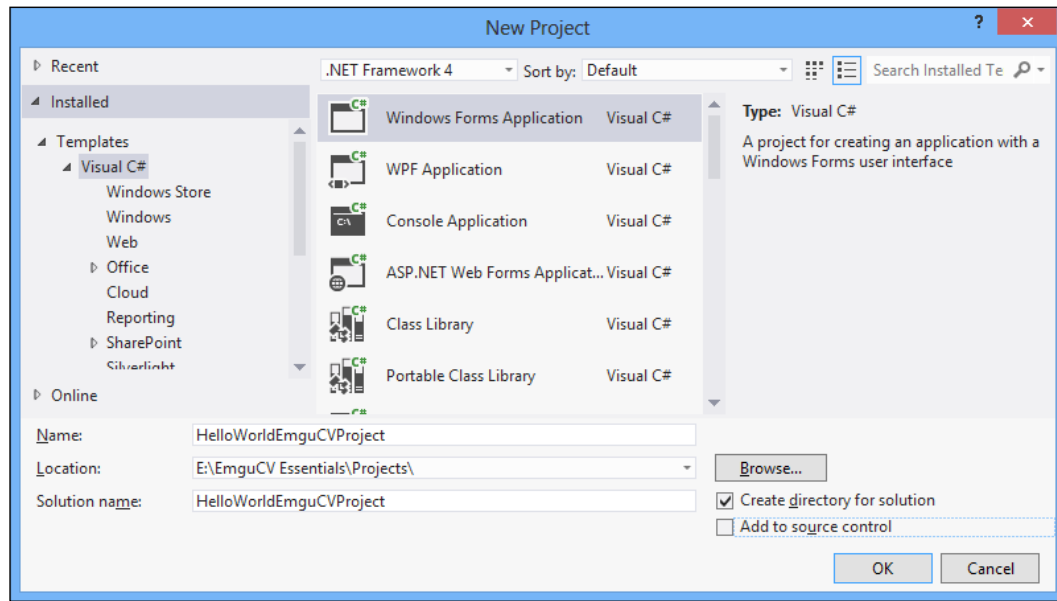 New Project
? ×
Recent
.NET Framework 4 Sort by: Default Search Installed Te
Installed
Templates
Visual C#
Windows Store
Windows
Web
Office
Cloud
Reporting
SharePoint
Silverlight
Online
C# Windows Forms Application Visual C#
C# WPF Application Visual C#
C# C:\ Console Application Visual C#
C# ASP.NET Web Forms Applicat... Visual C#
C# Class Library Visual C#
C# Portable Class Library Visual C#
C#
Type: Visual C#
A project for creating an application with a
Windows Forms user interface
Name: HelloWorldEmguCVProject
Location: E:\EmguCV Essentials\Projects\ Browse...
Solution name: HelloWorldEmguCVProject Create directory for solution
Add to source control
OK Cancel